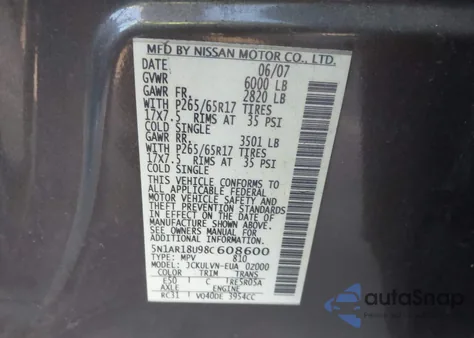 MFD BY NISSAN MOTOR CO., LTD.
DATE 06/07
GVWR 6000 LB
GAWR FR. 2820 LB
WITH P265/65R17 TIRES
17X7.5 RIMS AT 35 PSI
COLD SINGLE
GAWR RR. 3501 LB
WITH P265/65R17 TIRES
17X7.5 RIMS AT 35 PSI
COLD SINGLE
THIS VEHICLE CONFORMS TO
ALL APPLICABLE FEDERAL
MOTOR VEHICLE SAFETY AND
THEFT PREVENTION STANDARDS
IN EFFECT ON THE DATE OF
MANUFACTURE SHOWN ABOVE.
SEE OWNERS MANUAL FOR
ADDITIONAL INFORMATION
5N1AR18U98C608600
TYPE: MPV 810
MODEL: JCKULVN-EUA 02000
COLOR TRIM TRANS
E50 C TRE5RO5A
AXLE ENGINE
RC31 VQ40DE 3954CC
autoSnap